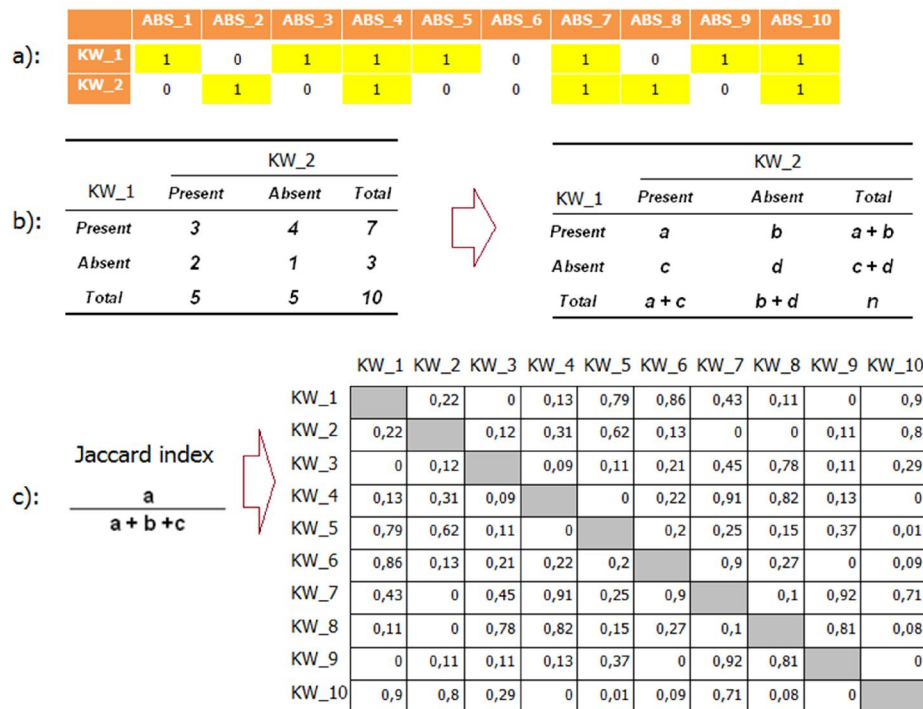 ABS_1 ABS_2 ABS_3 ABS_4 ABS_5 ABS_6 ABS_7 ABS_8 ABS_9 ABS_10
a):
KW_1 1 0 1 1 1 0 1 0 1 1
KW_2 0 1 0 1 0 0 1 1 0 1
b):
KW_2
KW_1 Present Absent Total
Present 3 4 7
Absent 2 1 3
Total 5 5 10
KW_2
KW_1 Present Absent Total
Present a b a + b
Absent c d c + d
Total a + c b + d n
c):
Jaccard index
a
a + b +c
KW_1 KW_2 KW_3 KW_4 KW_5 KW_6 KW_7 KW_8 KW_9 KW_10
KW_1 0,22 0 0,13 0,79 0,86 0,43 0,11 0 0,9
KW_2 0,22 0,12 0,31 0,62 0,13 0 0 0,11 0,8
KW_3 0 0,12 0,09 0,11 0,21 0,45 0,78 0,11 0,29
KW_4 0,13 0,31 0,09 0 0,22 0,91 0,82 0,13 0
KW_5 0,79 0,62 0,11 0 0,2 0,25 0,15 0,37 0,01
KW_6 0,86 0,13 0,21 0,22 0,2 0,9 0,27 0 0,09
KW_7 0,43 0 0,45 0,91 0,25 0,9 0,1 0,92 0,71
KW_8 0,11 0 0,78 0,82 0,15 0,27 0,1 0,81 0,08
KW_9 0 0,11 0,11 0,13 0,37 0 0,92 0,81 0
KW_10 0,9 0,8 0,29 0 0,01 0,09 0,71 0,08 0